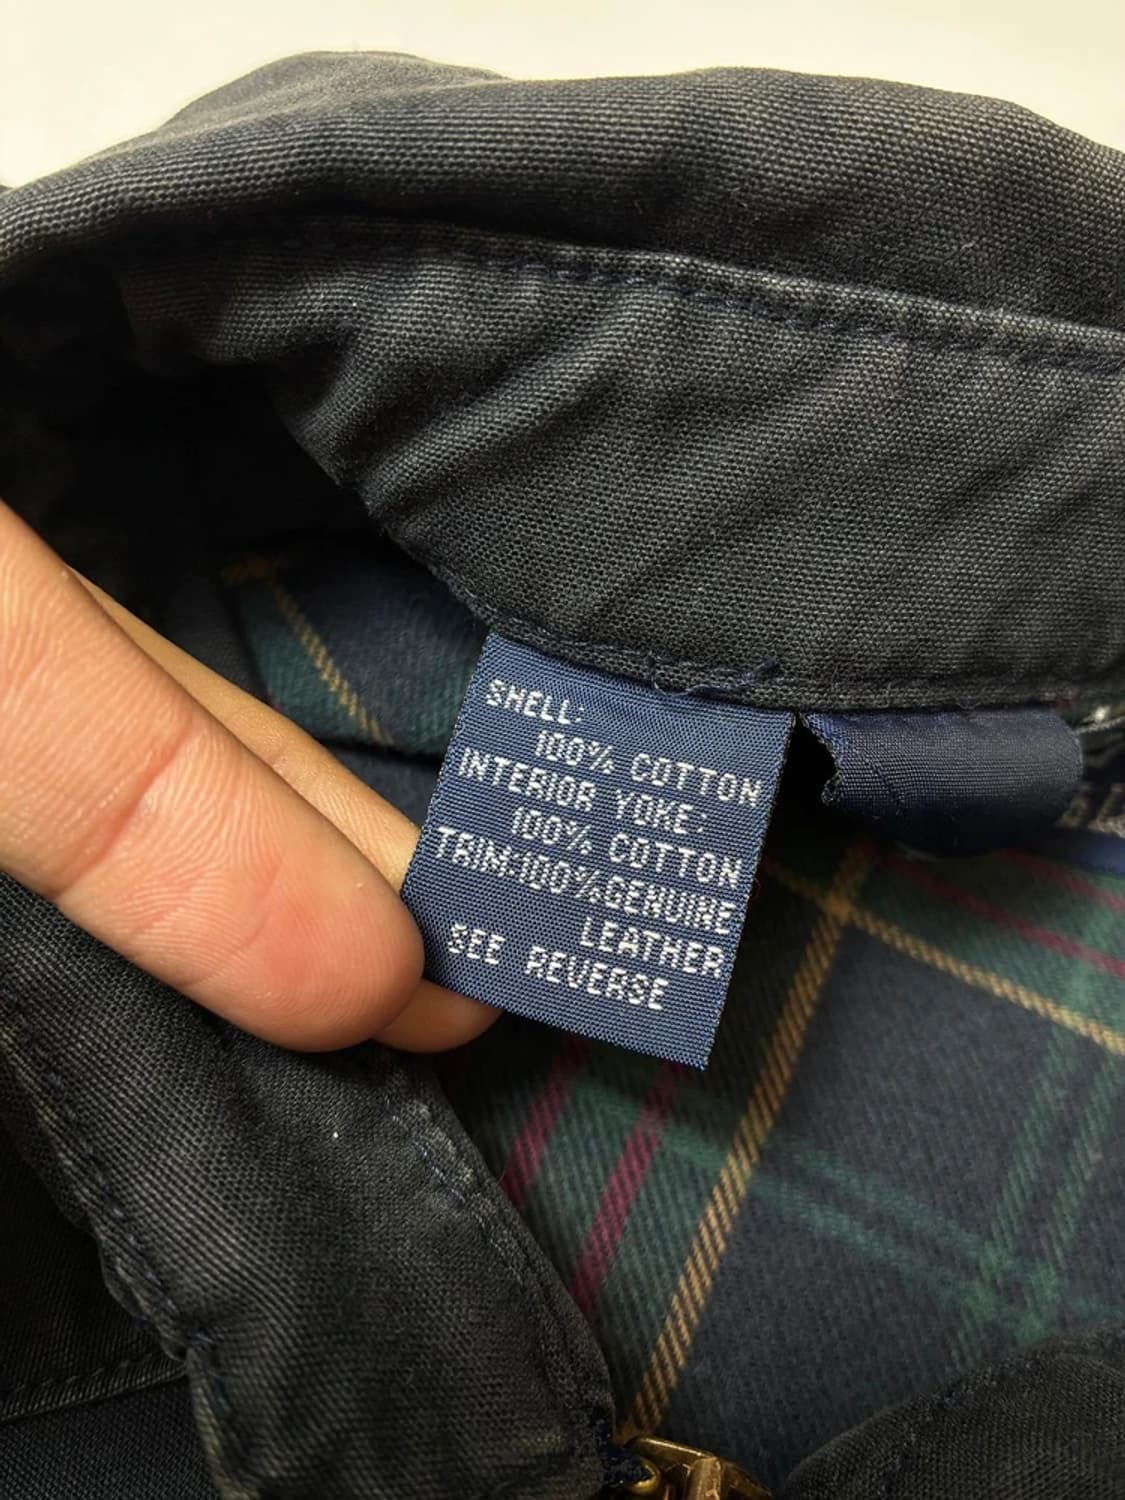 SHELL:
100% COTTON
INTERIOR YOKE:
100% COTTON
TRIM:100%GENUINE
LEATHER
SEE REVERSE